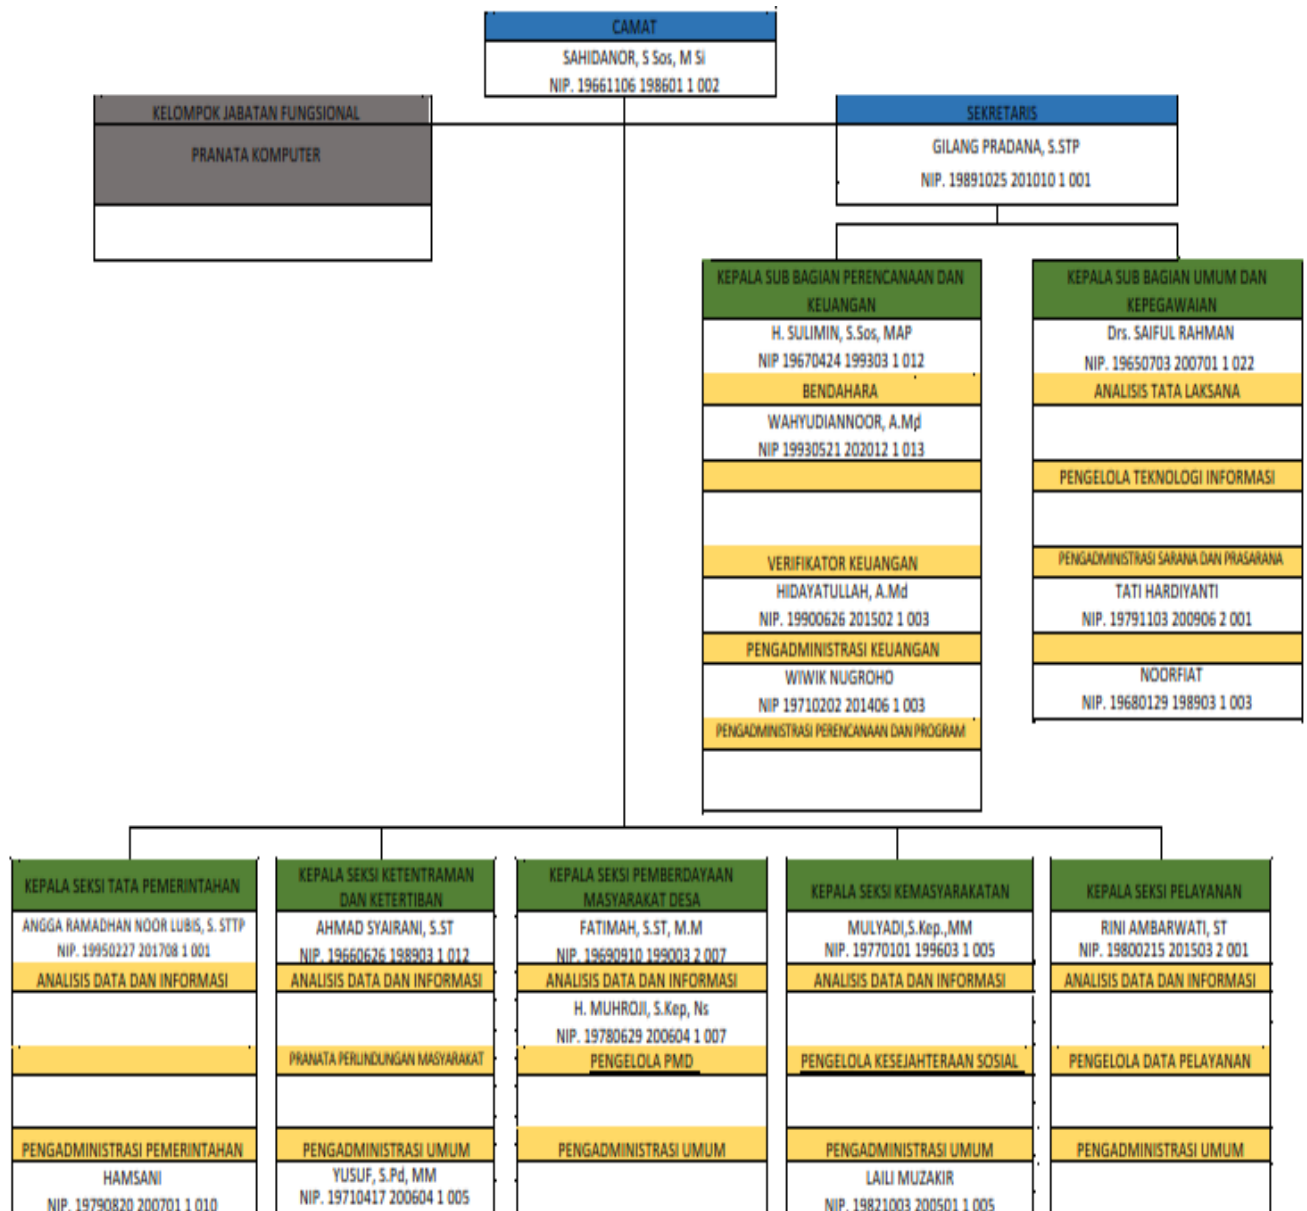 CAMAT
SAHIDANOR, S Sos, M Si
NIP. 19661106 198601 1 002
KELOMPOK JABATAN FUNGSIONAL
PRANATA KOMPUTER
SEKRETARIS
GILANG PRADANA, S.STP
NIP. 19891025 201010 1 001
KEPALA SUB BAGIAN PERENCANAAN DAN
KEUANGAN
H. SULIMIN, S.Sos, MAP
NIP 19670424 199303 1 012
BENDAHARA
WAHYUDIANNOOR, A.Md
NIP 19930521 202012 1 013
VERIFIKATOR KEUANGAN
HIDAYATULLAH, A.Md
NIP. 19900626 201502 1 003
PENGADMINISTRASI KEUANGAN
WIWIK NUGROHO
NIP 19710202 201406 1 003
PENGADMINISTRASI PERENCANAAN DAN PROGRAM
KEPALA SUB BAGIAN UMUM DAN
KEPEGAWAIAN
Drs. SAIFUL RAHMAN
NIP. 19650703 200701 1 022
ANALISIS TATA LAKSANA
PENGELOLA TEKNOLOGI INFORMASI
PENGADMINISTRASI SARANA DAN PRASARANA
TATI HARDIYANTI
NIP. 19791103 200906 2 001
NOORFIAT
NIP. 19680129 198903 1 003
KEPALA SEKSI TATA PEMERINTAHAN
ANGGA RAMADHAN NOOR LUBIS, S. STTP
NIP. 19950227 201708 1 001
ANALISIS DATA DAN INFORMASI
PENGADMINISTRASI PEMERINTAHAN
HAMSANI
NIP. 19790820 200701 1 010
KEPALA SEKSI KETENTRAMAN
DAN KETERTIBAN
AHMAD SYAIRANI, S.ST
NIP. 19660626 198903 1 012
ANALISIS DATA DAN INFORMASI
PRANATA PERLINDUNGAN MASYARAKAT
PENGADMINISTRASI UMUM
YUSUF, S.Pd, MM
NIP. 19710417 200604 1 005
KEPALA SEKSI PEMBERDAYAAN
MASYARAKAT DESA
FATIMAH, S.ST, M.M
NIP. 19690910 199003 2 007
ANALISIS DATA DAN INFORMASI
H. MUHROJI, S.Kep, Ns
NIP. 19780629 200604 1 007
PENGELOLA PMD
PENGADMINISTRASI UMUM
KEPALA SEKSI KEMASYARAKATAN
MULYADI,S.Kep.,MM
NIP. 19770101 199603 1 005
ANALISIS DATA DAN INFORMASI
PENGELOLA KESEJAHTERAAN SOSIAL
PENGADMINISTRASI UMUM
LAILI MUZAKIR
NIP. 19821003 200501 1 005
KEPALA SEKSI PELAYANAN
RINI AMBARWATI, ST
NIP. 19800215 201503 2 001
ANALISIS DATA DAN INFORMASI
PENGELOLA DATA PELAYANAN
PENGADMINISTRASI UMUM